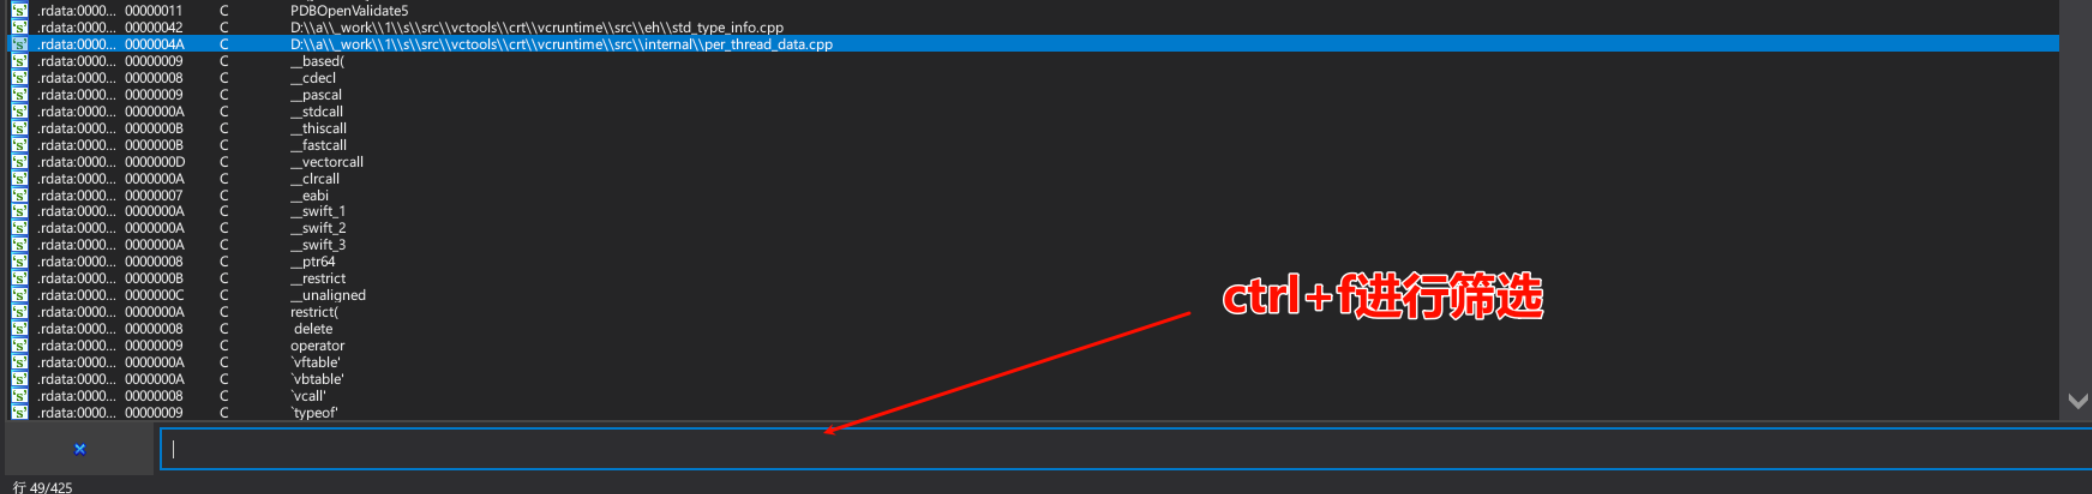 's' .rdata:0000... 00000011 C PDBOpenValidate5
's' .rdata:0000... 00000042 C D:\\a\\_work\\1\\s\\src\\vctools\\crt\\vcruntime\\src\\eh\\std_type_info.cpp
's' .rdata:0000... 0000004A C D:\\a\\_work\\1\\s\\src\\vctools\\crt\\vcruntime\\src\\internal\\per_thread_data.cpp
's' .rdata:0000... 00000009 C __based(
's' .rdata:0000... 00000008 C __cdecl
's' .rdata:0000... 00000009 C __pascal
's' .rdata:0000... 0000000A C __stdcall
's' .rdata:0000... 0000000B C __thiscall
's' .rdata:0000... 0000000B C __fastcall
's' .rdata:0000... 0000000D C __vectorcall
's' .rdata:0000... 0000000A C __clrcall
's' .rdata:0000... 00000007 C __eabi
's' .rdata:0000... 0000000A C __swift_1
's' .rdata:0000... 0000000A C __swift_2
's' .rdata:0000... 0000000A C __swift_3
's' .rdata:0000... 00000008 C __ptr64
's' .rdata:0000... 0000000B C __restrict
's' .rdata:0000... 0000000C C __unaligned
's' .rdata:0000... 0000000A C restrict(
's' .rdata:0000... 00000008 C delete
's' .rdata:0000... 00000009 C operator
's' .rdata:0000... 0000000A C `vftable'
's' .rdata:0000... 0000000A C `vbtable'
's' .rdata:0000... 00000008 C `vcall'
's' .rdata:0000... 00000009 C `typeof'
ctrl+f进行筛选
行 49/425